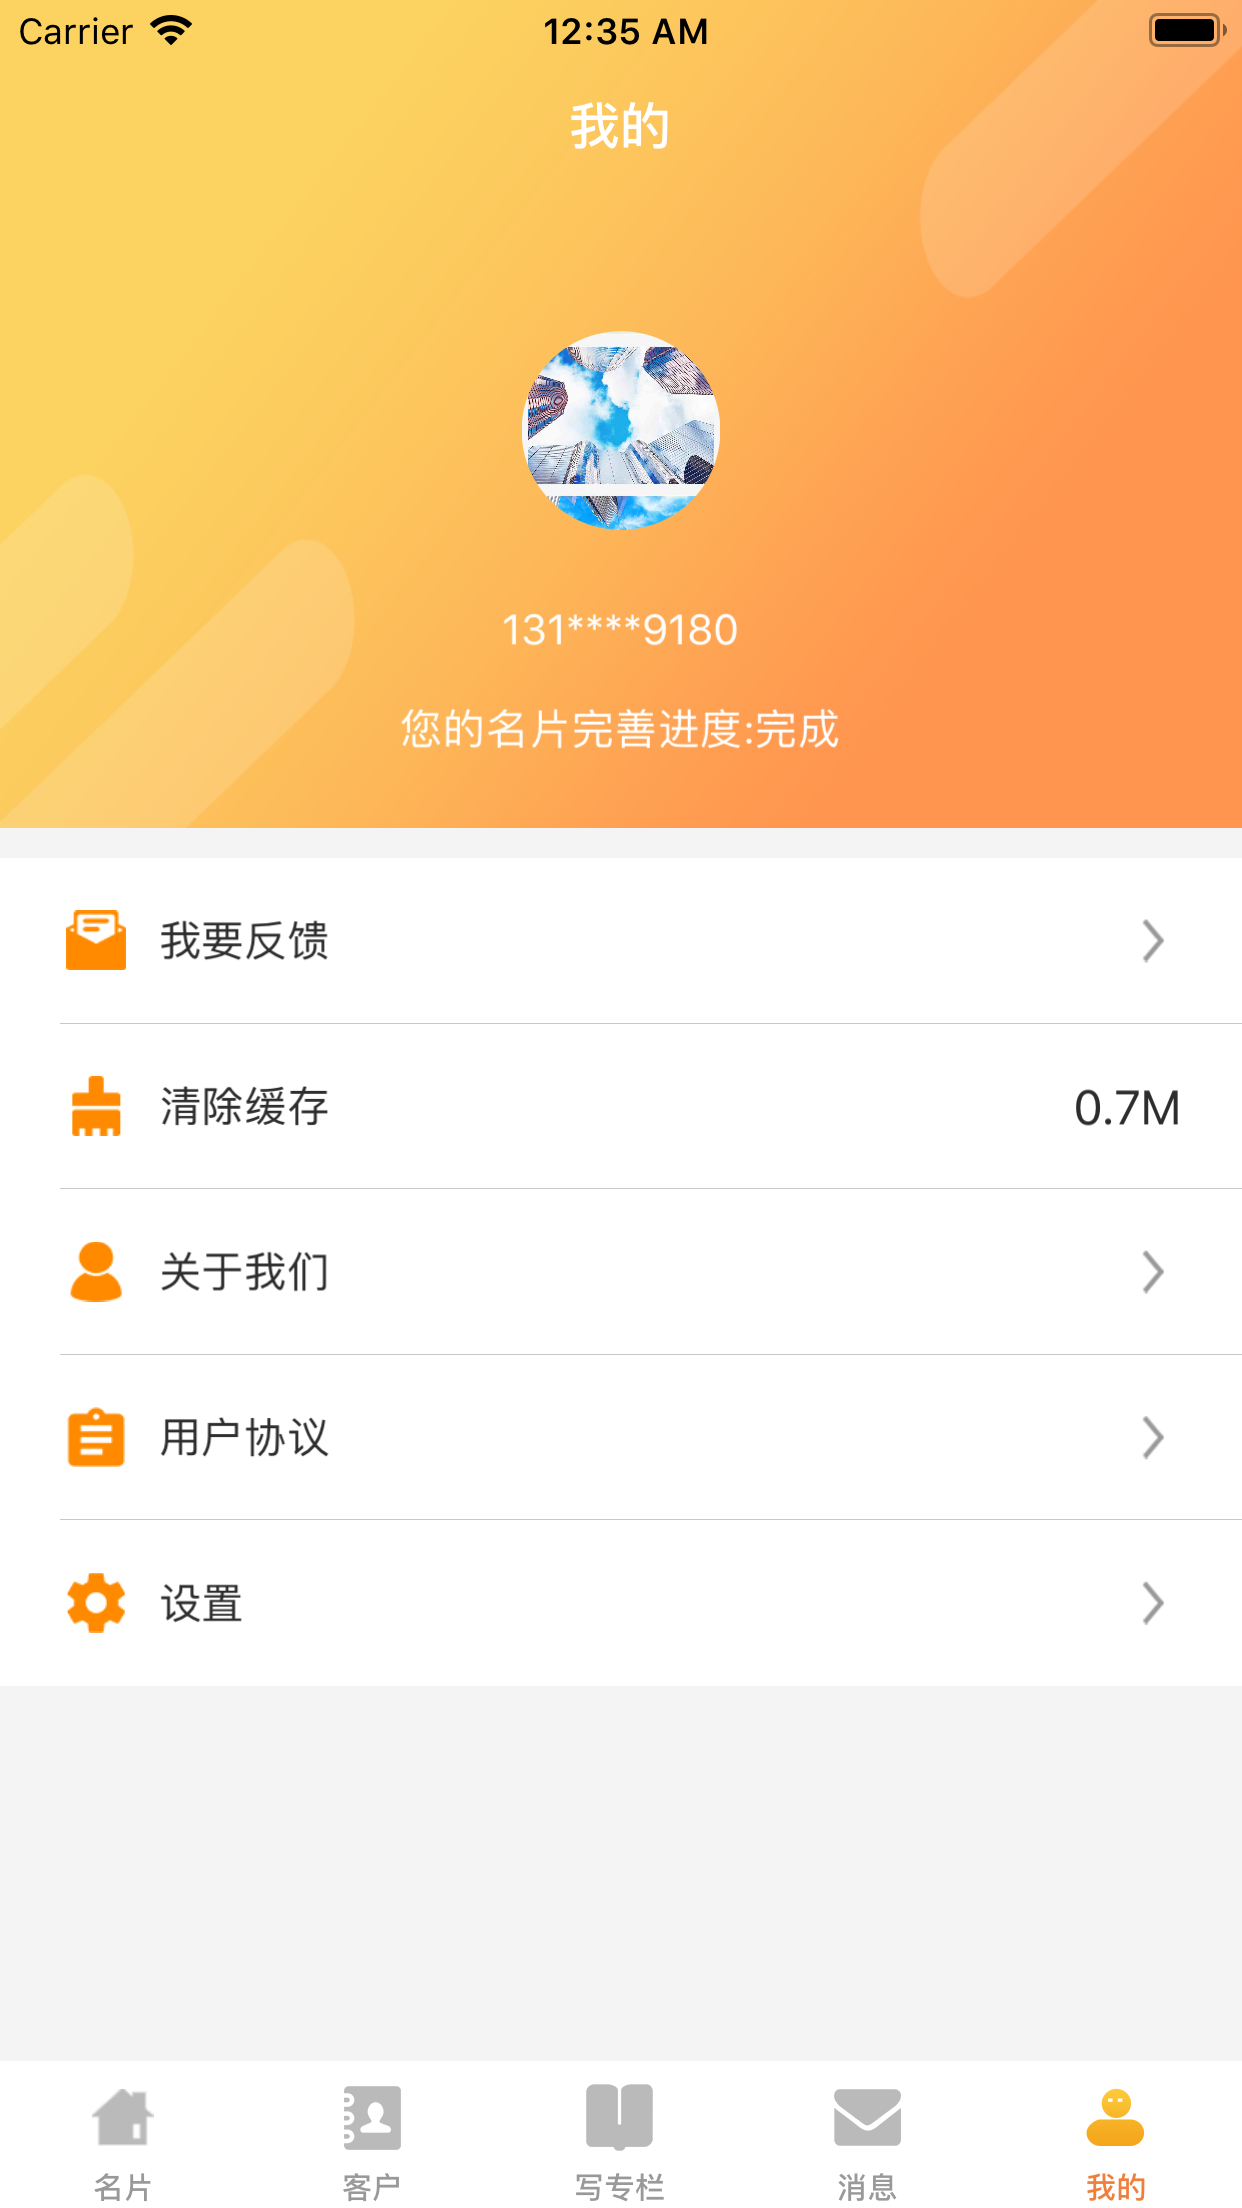 Carrier 12:35 AM
我的
131****9180
您的名片完善进度:完成
我要反馈
清除缓存 0.7M
关于我们
用户协议
设置
名片 客户 写专栏 消息 我的